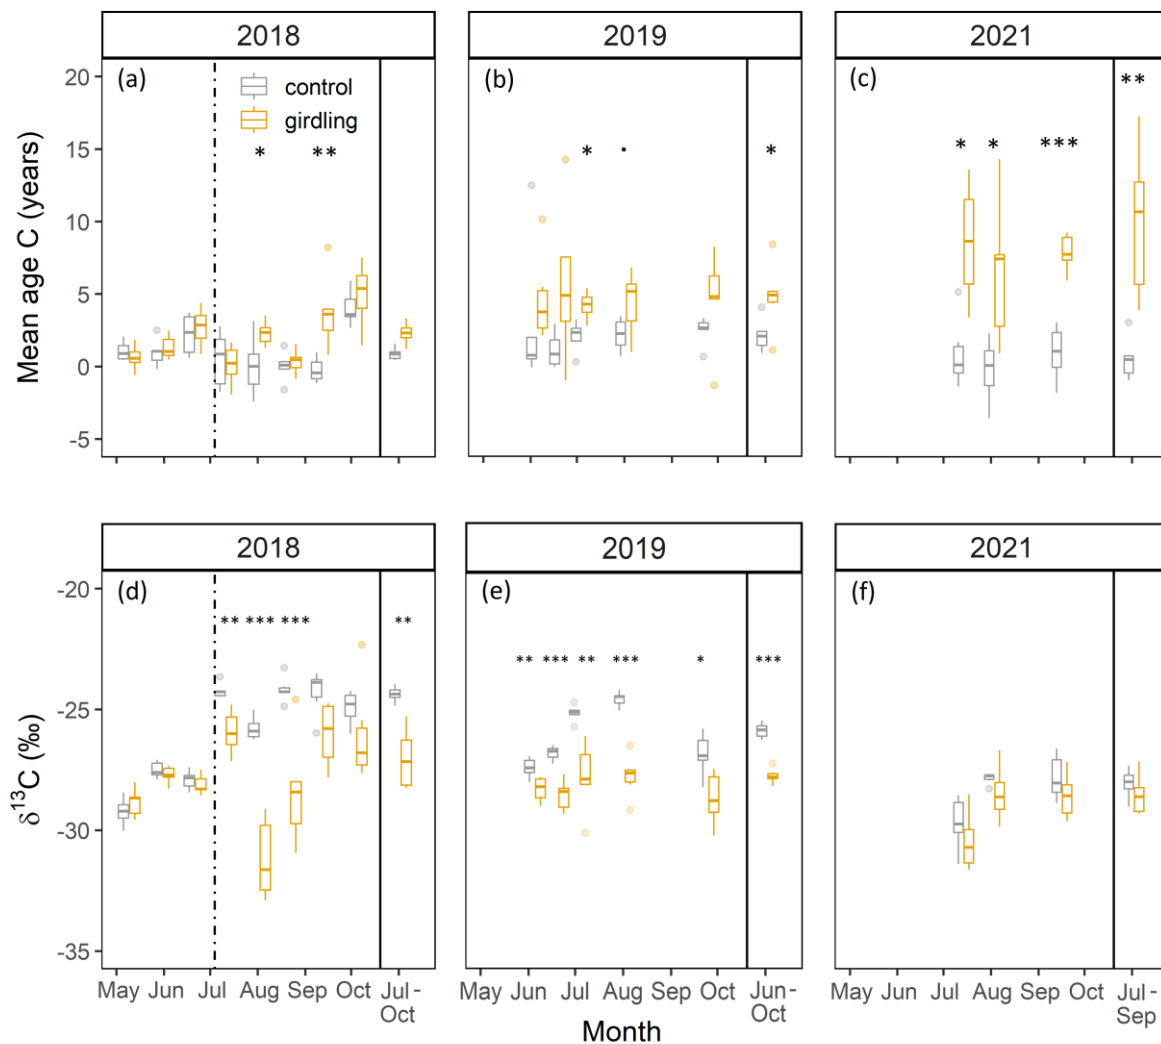 2018 2019 2021
(a) (b) (c)
control
girdling
* ** * . * * * *** **
20
15
10
5
0
-5
Mean age C (years)
2018 2019 2021
(d) (e) (f)
** *** *** ** ** *** ** *** * ***
-20
-25
-30
-35
δ13C (‰)
May Jun Jul Aug Sep Oct Jul - Oct May Jun Jul Aug Sep Oct Jun- Oct May Jun Jul Aug Sep Oct Jul - Sep
Month